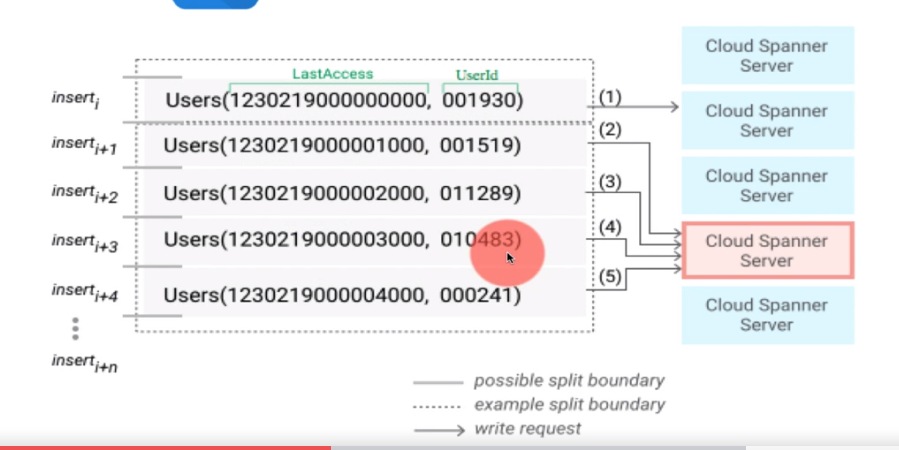 Cloud Spanner
Server
LastAccess UserId
insert_i Users(1230219000000000, 001930) (1)
Cloud Spanner
Server
insert_i+1 Users(1230219000001000, 001519) (2)
Cloud Spanner
Server
insert_i+2 Users(1230219000002000, 011289) (3)
insert_i+3 Users(1230219000003000, 010483) (4)
Cloud Spanner
Server
insert_i+4 Users(1230219000004000, 000241) (5)
Cloud Spanner
Server
insert_i+n
possible split boundary
example split boundary
write request